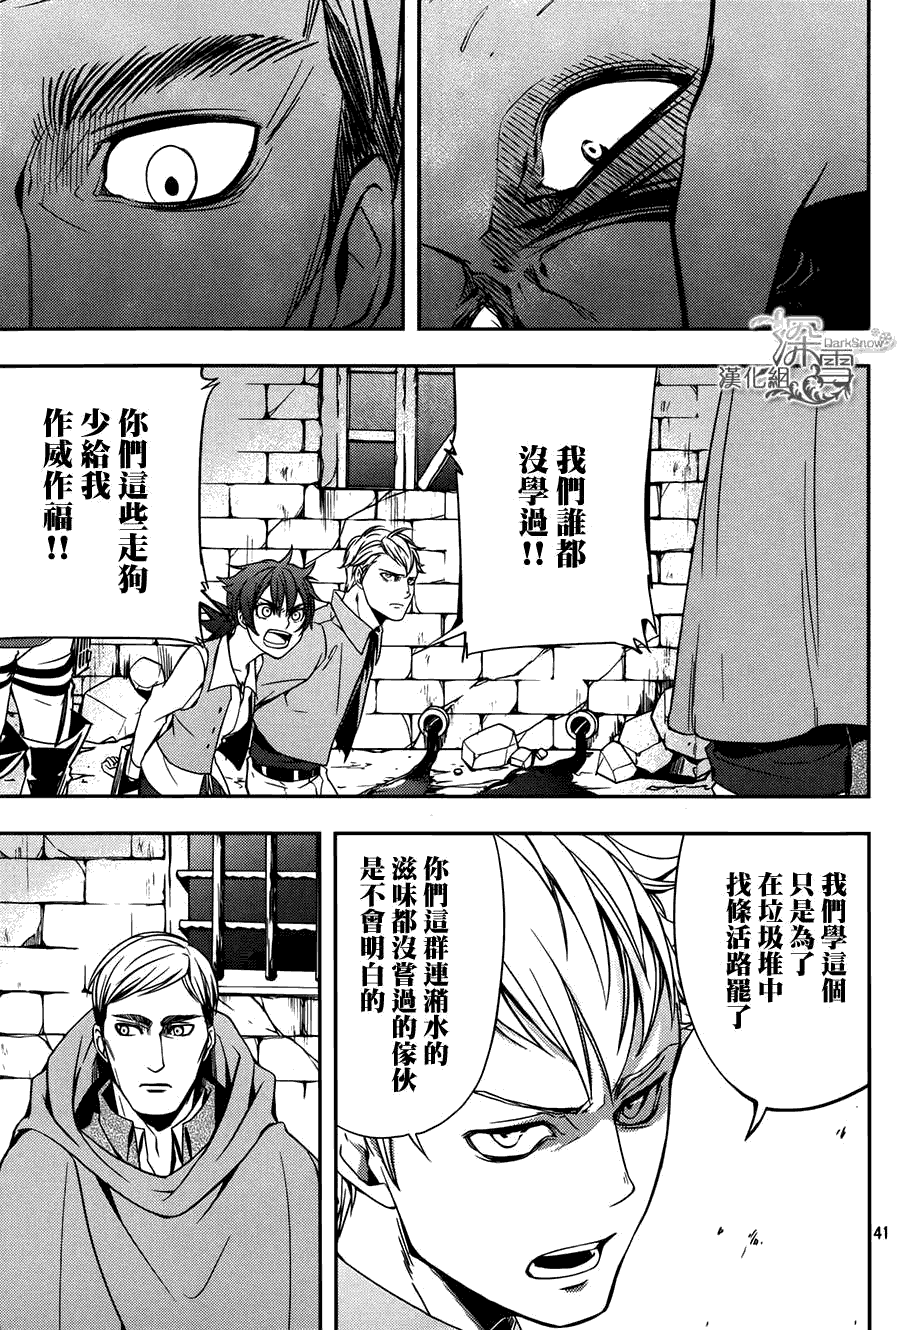 深雪
DarkSnow
漢化組
我們誰都
沒學過!!
你們這些走狗
少給我
作威作福!!
我們學這個
只是為了
在垃圾堆中
找條活路罷了
你們這群連潲水的
滋味都沒嘗過的傢伙
是不會明白的
41